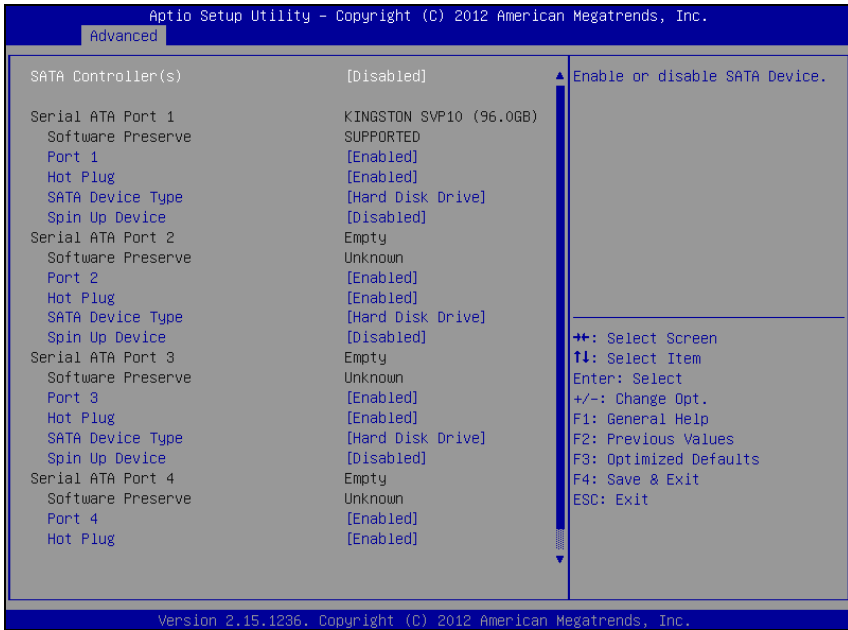 Aptio Setup Utility – Copyright (C) 2012 American Megatrends, Inc.
Advanced
SATA Controller(s) [Disabled]
Serial ATA Port 1 KINGSTON SVP10 (96.0GB)
Software Preserve SUPPORTED
Port 1 [Enabled]
Hot Plug [Enabled]
SATA Device Type [Hard Disk Drive]
Spin Up Device [Disabled]
Serial ATA Port 2 Empty
Software Preserve Unknown
Port 2 [Enabled]
Hot Plug [Enabled]
SATA Device Type [Hard Disk Drive]
Spin Up Device [Disabled]
Serial ATA Port 3 Empty
Software Preserve Unknown
Port 3 [Enabled]
Hot Plug [Enabled]
SATA Device Type [Hard Disk Drive]
Spin Up Device [Disabled]
Serial ATA Port 4 Empty
Software Preserve Unknown
Port 4 [Enabled]
Hot Plug [Enabled]
Enable or disable SATA Device.
→←: Select Screen
↑↓: Select Item
Enter: Select
+/-: Change Opt.
F1: General Help
F2: Previous Values
F3: Optimized Defaults
F4: Save & Exit
ESC: Exit
Version 2.15.1236. Copyright (C) 2012 American Megatrends, Inc.